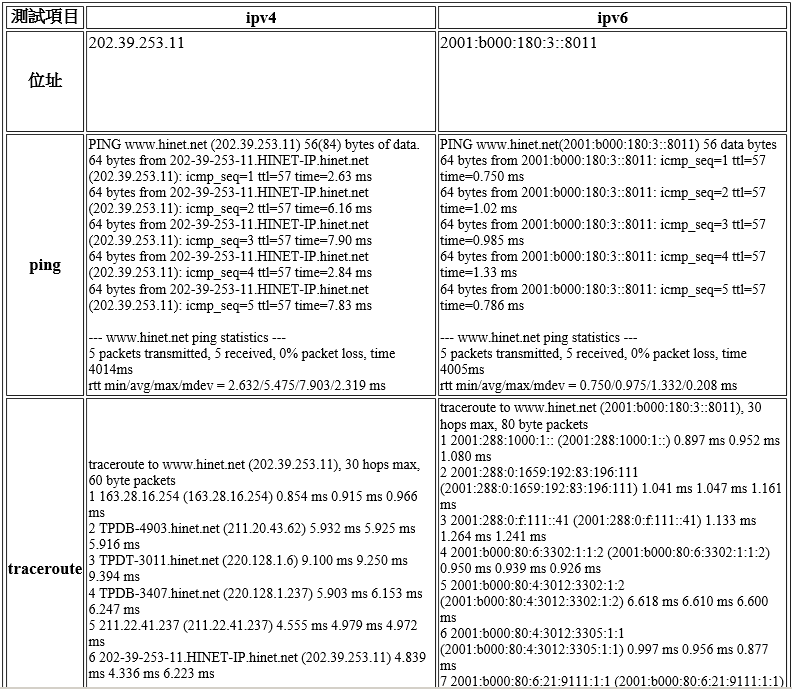 測試項目
ipv4
ipv6
位址
202.39.253.11
2001:b000:180:3::8011
ping
PING www.hinet.net (202.39.253.11) 56(84) bytes of data.
64 bytes from 202-39-253-11.HINET-IP.hinet.net
(202.39.253.11): icmp_seq=1 ttl=57 time=2.63 ms
64 bytes from 202-39-253-11.HINET-IP.hinet.net
(202.39.253.11): icmp_seq=2 ttl=57 time=6.16 ms
64 bytes from 202-39-253-11.HINET-IP.hinet.net
(202.39.253.11): icmp_seq=3 ttl=57 time=7.90 ms
64 bytes from 202-39-253-11.HINET-IP.hinet.net
(202.39.253.11): icmp_seq=4 ttl=57 time=2.84 ms
64 bytes from 202-39-253-11.HINET-IP.hinet.net
(202.39.253.11): icmp_seq=5 ttl=57 time=7.83 ms
--- www.hinet.net ping statistics ---
5 packets transmitted, 5 received, 0% packet loss, time
4014ms
rtt min/avg/max/mdev = 2.632/5.475/7.903/2.319 ms
PING www.hinet.net(2001:b000:180:3::8011) 56 data bytes
64 bytes from 2001:b000:180:3::8011: icmp_seq=1 ttl=57
time=0.750 ms
64 bytes from 2001:b000:180:3::8011: icmp_seq=2 ttl=57
time=1.02 ms
64 bytes from 2001:b000:180:3::8011: icmp_seq=3 ttl=57
time=0.985 ms
64 bytes from 2001:b000:180:3::8011: icmp_seq=4 ttl=57
time=1.33 ms
64 bytes from 2001:b000:180:3::8011: icmp_seq=5 ttl=57
time=0.786 ms
--- www.hinet.net ping statistics ---
5 packets transmitted, 5 received, 0% packet loss, time
4005ms
rtt min/avg/max/mdev = 0.750/0.975/1.332/0.208 ms
traceroute
traceroute to www.hinet.net (202.39.253.11), 30 hops max,
60 byte packets
1 163.28.16.254 (163.28.16.254) 0.854 ms 0.915 ms 0.966
ms
2 TPDB-4903.hinet.net (211.20.43.62) 5.932 ms 5.925 ms
5.916 ms
3 TPDT-3011.hinet.net (220.128.1.6) 9.100 ms 9.250 ms
9.394 ms
4 TPDB-3407.hinet.net (220.128.1.237) 5.903 ms 6.153 ms
6.247 ms
5 211.22.41.237 (211.22.41.237) 4.555 ms 4.979 ms 4.972
ms
6 202-39-253-11.HINET-IP.hinet.net (202.39.253.11) 4.839
ms 4.336 ms 6.223 ms
traceroute to www.hinet.net (2001:b000:180:3::8011), 30
hops max, 80 byte packets
1 2001:288:1000:1:: (2001:288:1000:1::) 0.897 ms 0.952 ms
1.080 ms
2 2001:288:0:1659:192:83:196:111
(2001:288:0:1659:192:83:196:111) 1.041 ms 1.047 ms 1.161
ms
3 2001:288:0:f:111::41 (2001:288:0:f:111::41) 1.133 ms
1.264 ms 1.241 ms
4 2001:b000:80:6:3302:1:1:2 (2001:b000:80:6:3302:1:1:2)
0.950 ms 0.939 ms 0.926 ms
5 2001:b000:80:4:3012:3302:1:2
(2001:b000:80:4:3012:3302:1:2) 6.618 ms 6.610 ms 6.600
ms
6 2001:b000:80:4:3012:3305:1:1
(2001:b000:80:4:3012:3305:1:1) 0.997 ms 0.956 ms 0.877
ms
7 2001:b000:80:6:21:9111:1:1 (2001:b000:80:6:21:9111:1:1)